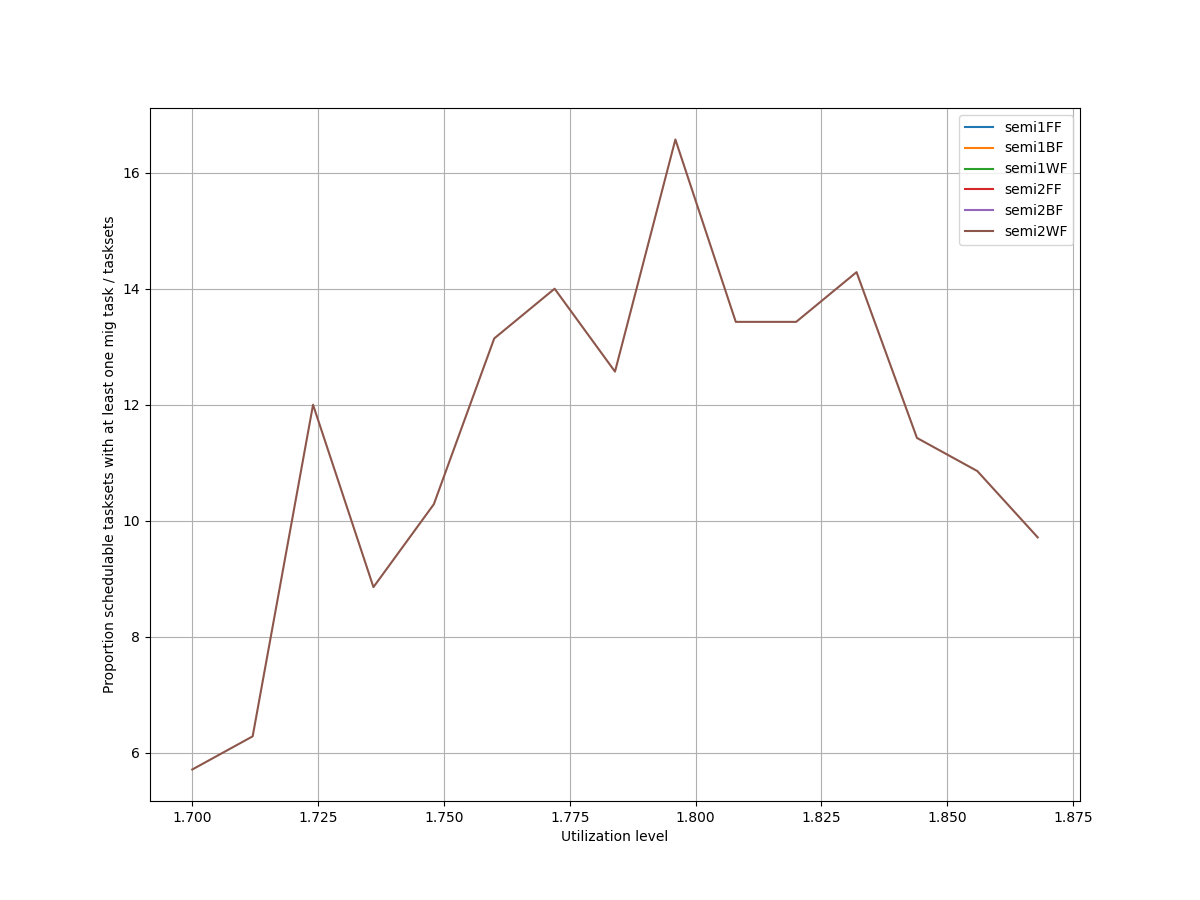 semi1FF
semi1BF
semi1WF
semi2FF
semi2BF
semi2WF
Proportion schedulable tasksets with at least one mig task / tasksets
16
14
12
10
8
6
1.700 1.725 1.750 1.775 1.800 1.825 1.850 1.875
Utilization level